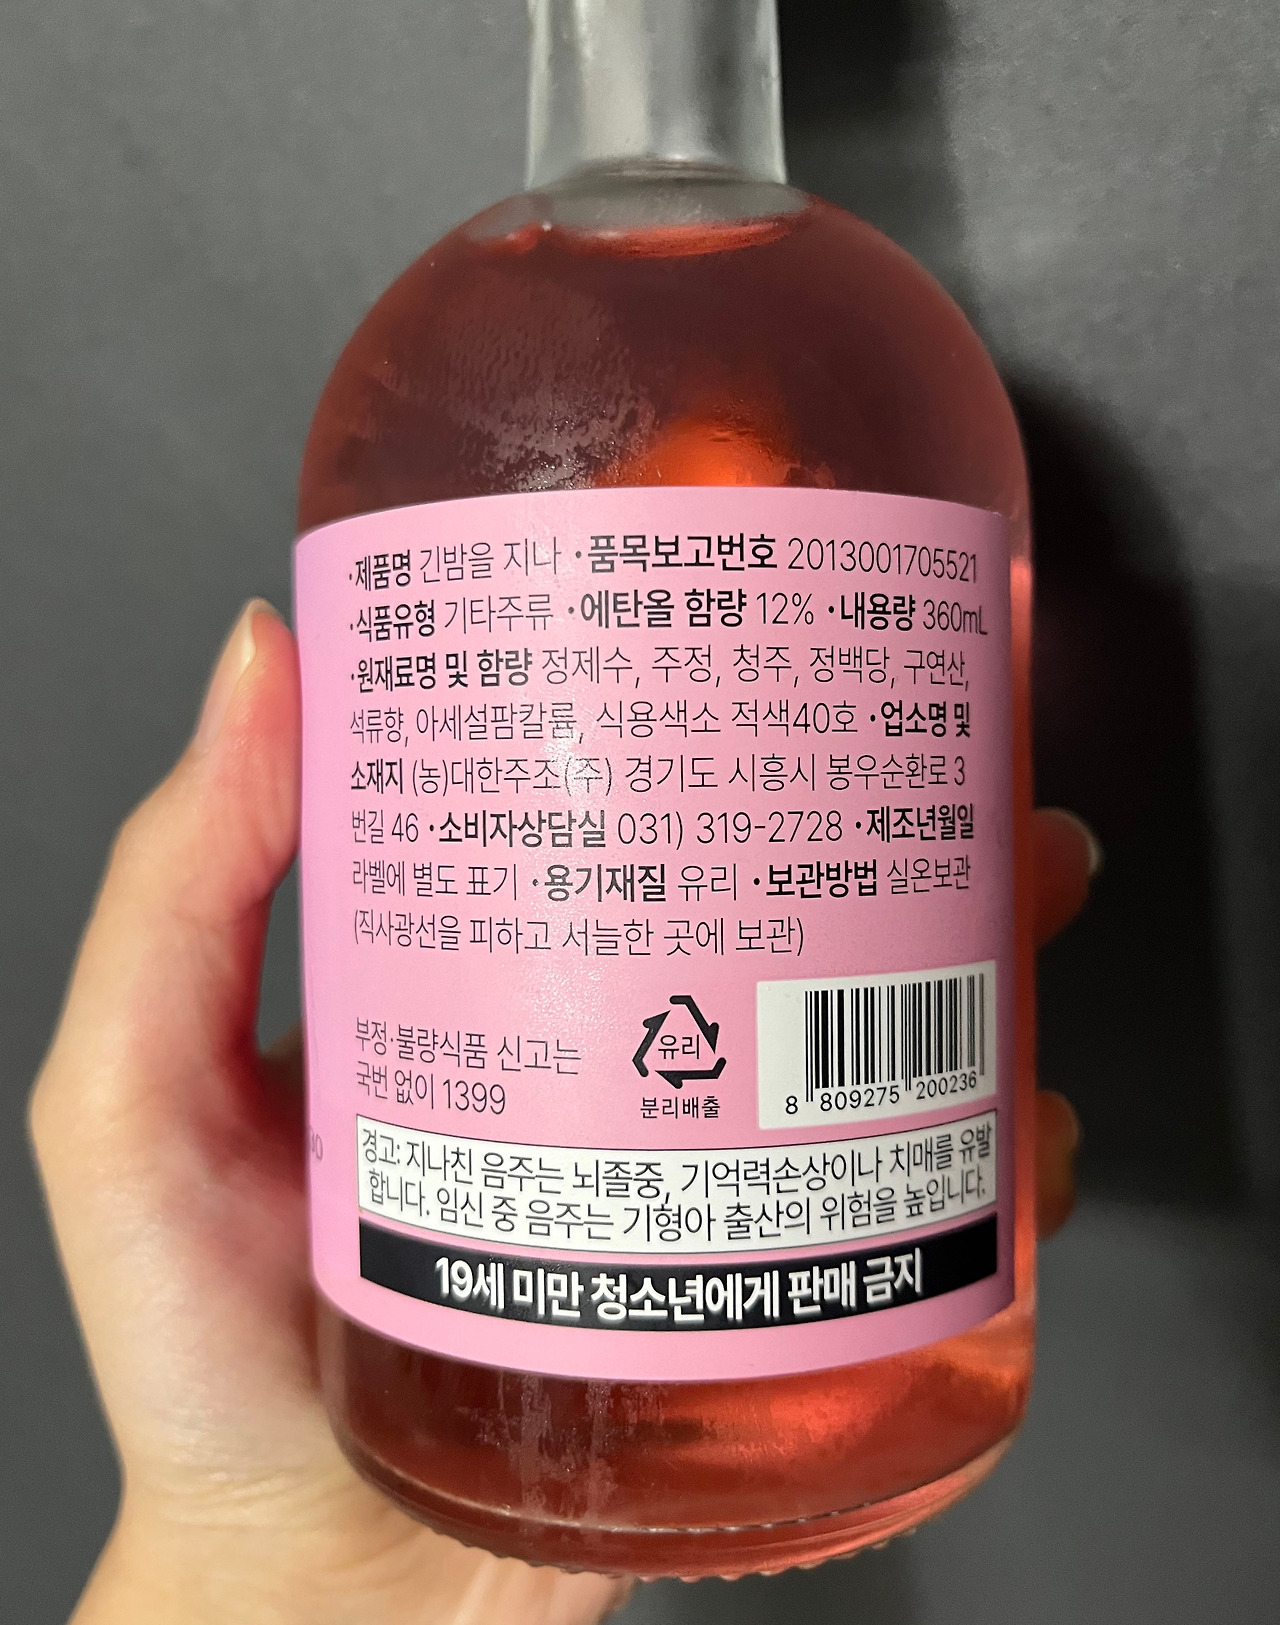 ·제품명 긴밤을 지나 ·품목보고번호 2013001705521
·식품유형 기타주류 ·에탄올 함량 12% ·내용량 360mL
·원재료명 및 함량 정제수, 주정, 청주, 정백당, 구연산,
석류향, 아세설팜칼륨, 식용색소 적색40호 ·업소명 및
소재지 (농)대한주조(주) 경기도 시흥시 봉우순환로 3
번길 46 ·소비자상담실 031) 319-2728 ·제조년월일
라벨에 별도 표기 ·용기재질 유리 ·보관방법 실온보관
(직사광선을 피하고 서늘한 곳에 보관)
부정·불량식품 신고는
국번 없이 1399
유리
분리배출
8 809275 200236
경고: 지나친 음주는 뇌졸중, 기억력손상이나 치매를 유발
합니다. 임신 중 음주는 기형아 출산의 위험을 높입니다.
19세 미만 청소년에게 판매 금지